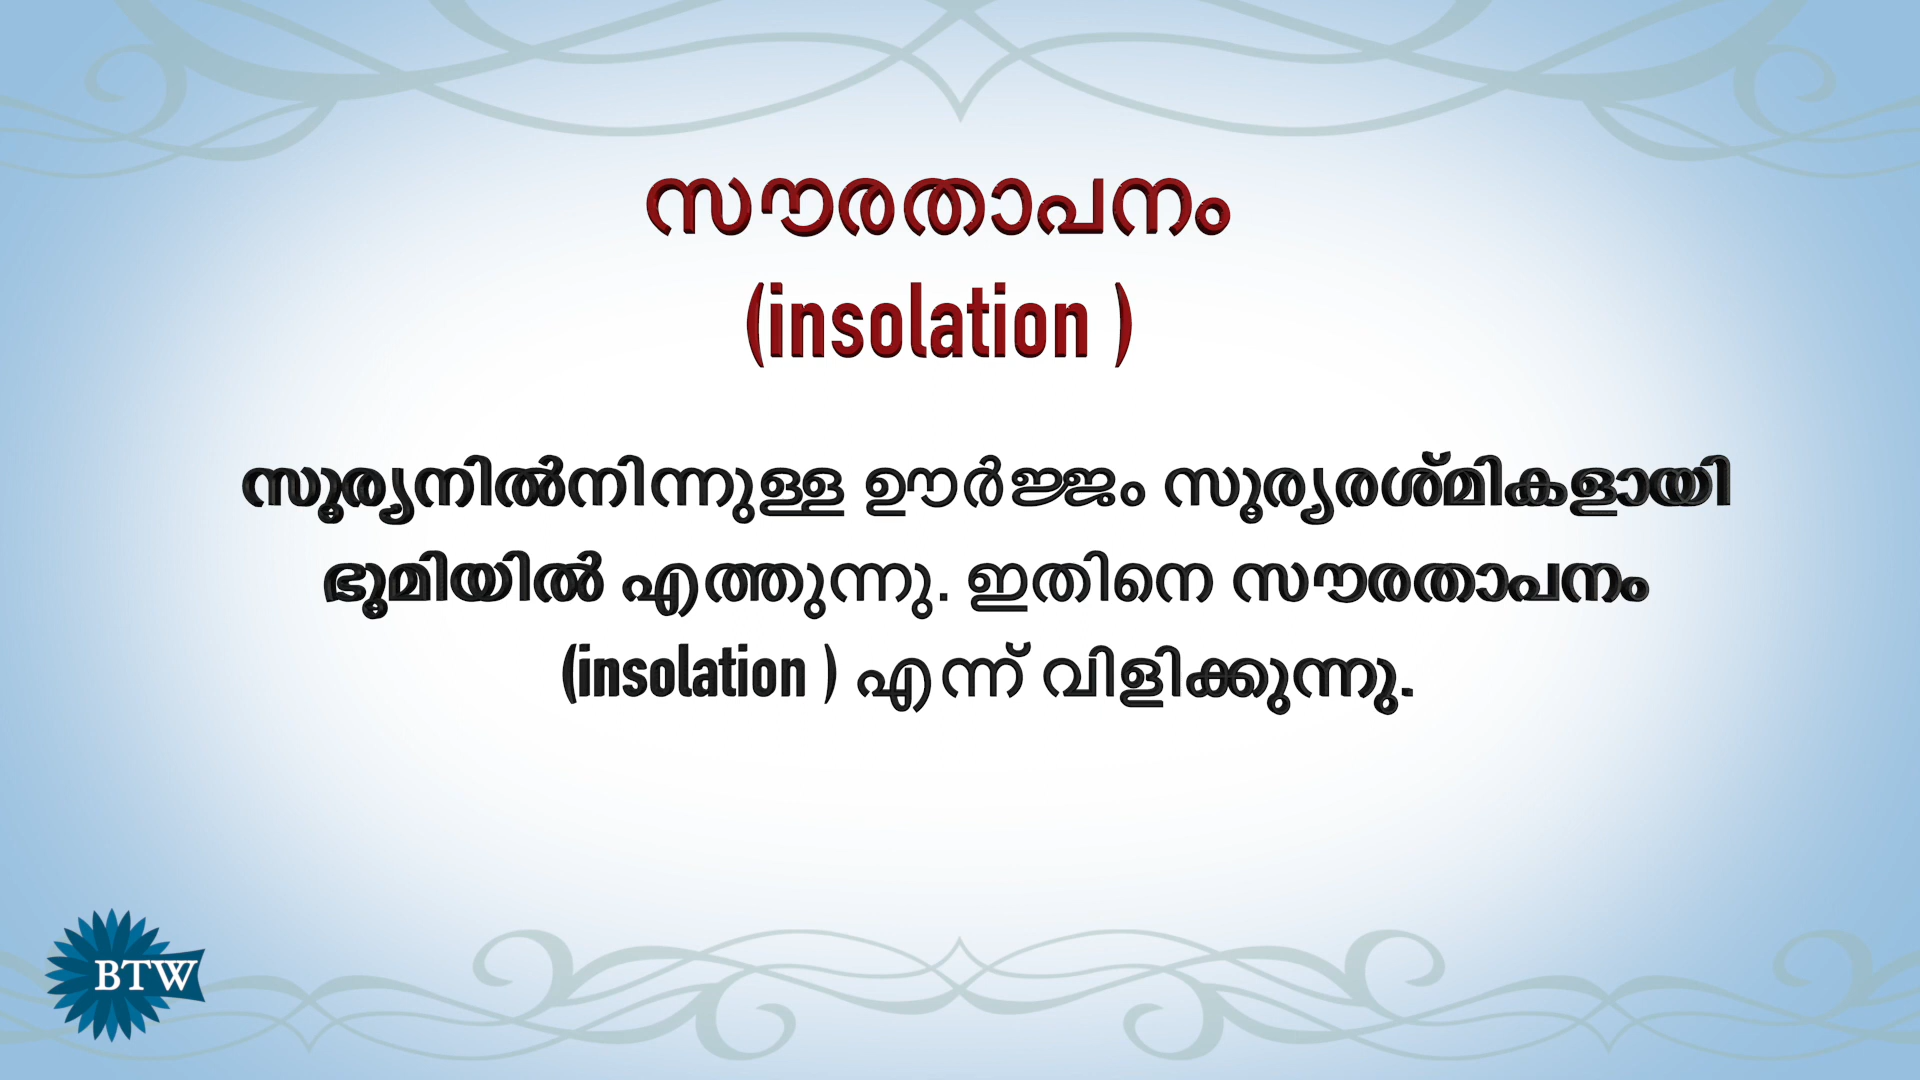 സൗരതാപനം
(insolation )
സൂര്യനിൽനിന്നുള്ള ഊർജ്ജം സൂര്യരശ്മികളായി
ഭൂമിയിൽ എത്തുന്നു. ഇതിനെ സൗരതാപനം
(insolation ) എന്ന് വിളിക്കുന്നു.
BTW